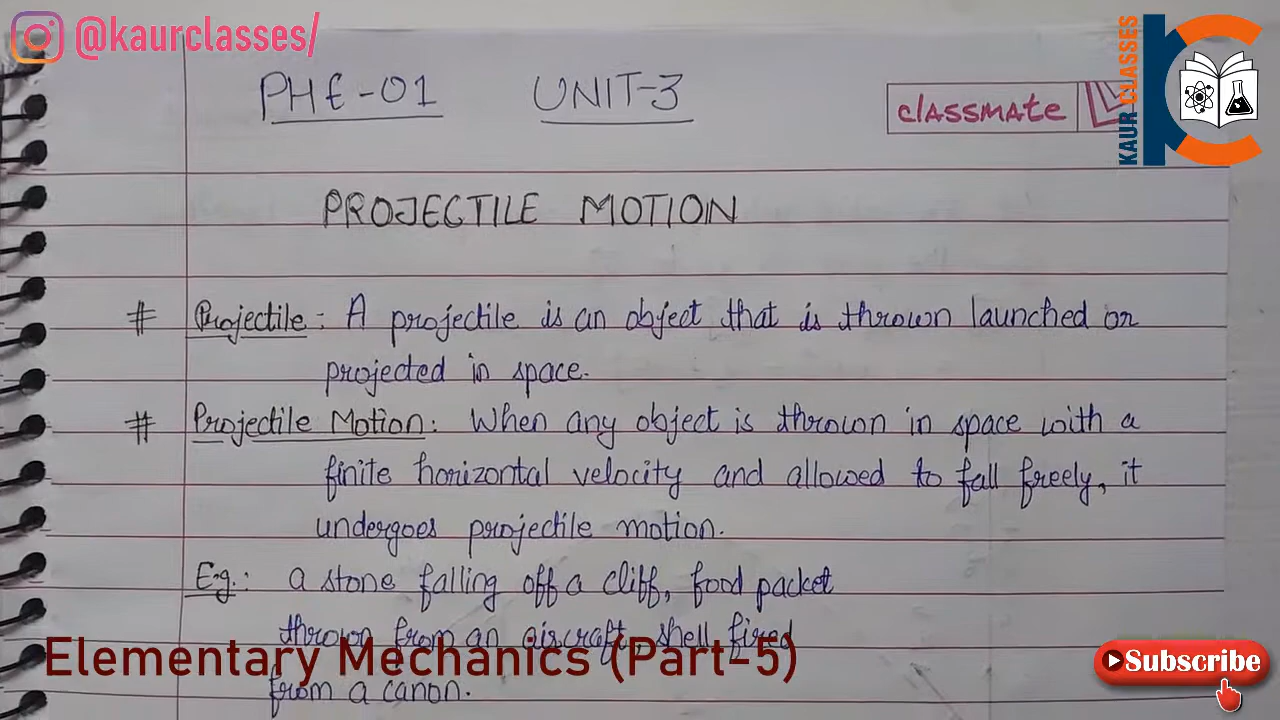 @kaurclasses/
KAUR CLASSES
PHE-01 UNIT-3
classmate
PROJECTILE MOTION
# Projectile:- A projectile is an object that is thrown launched or
projected in space.
# Projectile Motion: When any object is thrown in space with a
finite horizontal velocity and allowed to fall freely, it
undergoes projectile motion.
E.g.: a stone falling off a cliff, food packet
thrown from an aircraft, shell fired
from a canon.
Elementary Mechanics (Part-5)
Subscribe